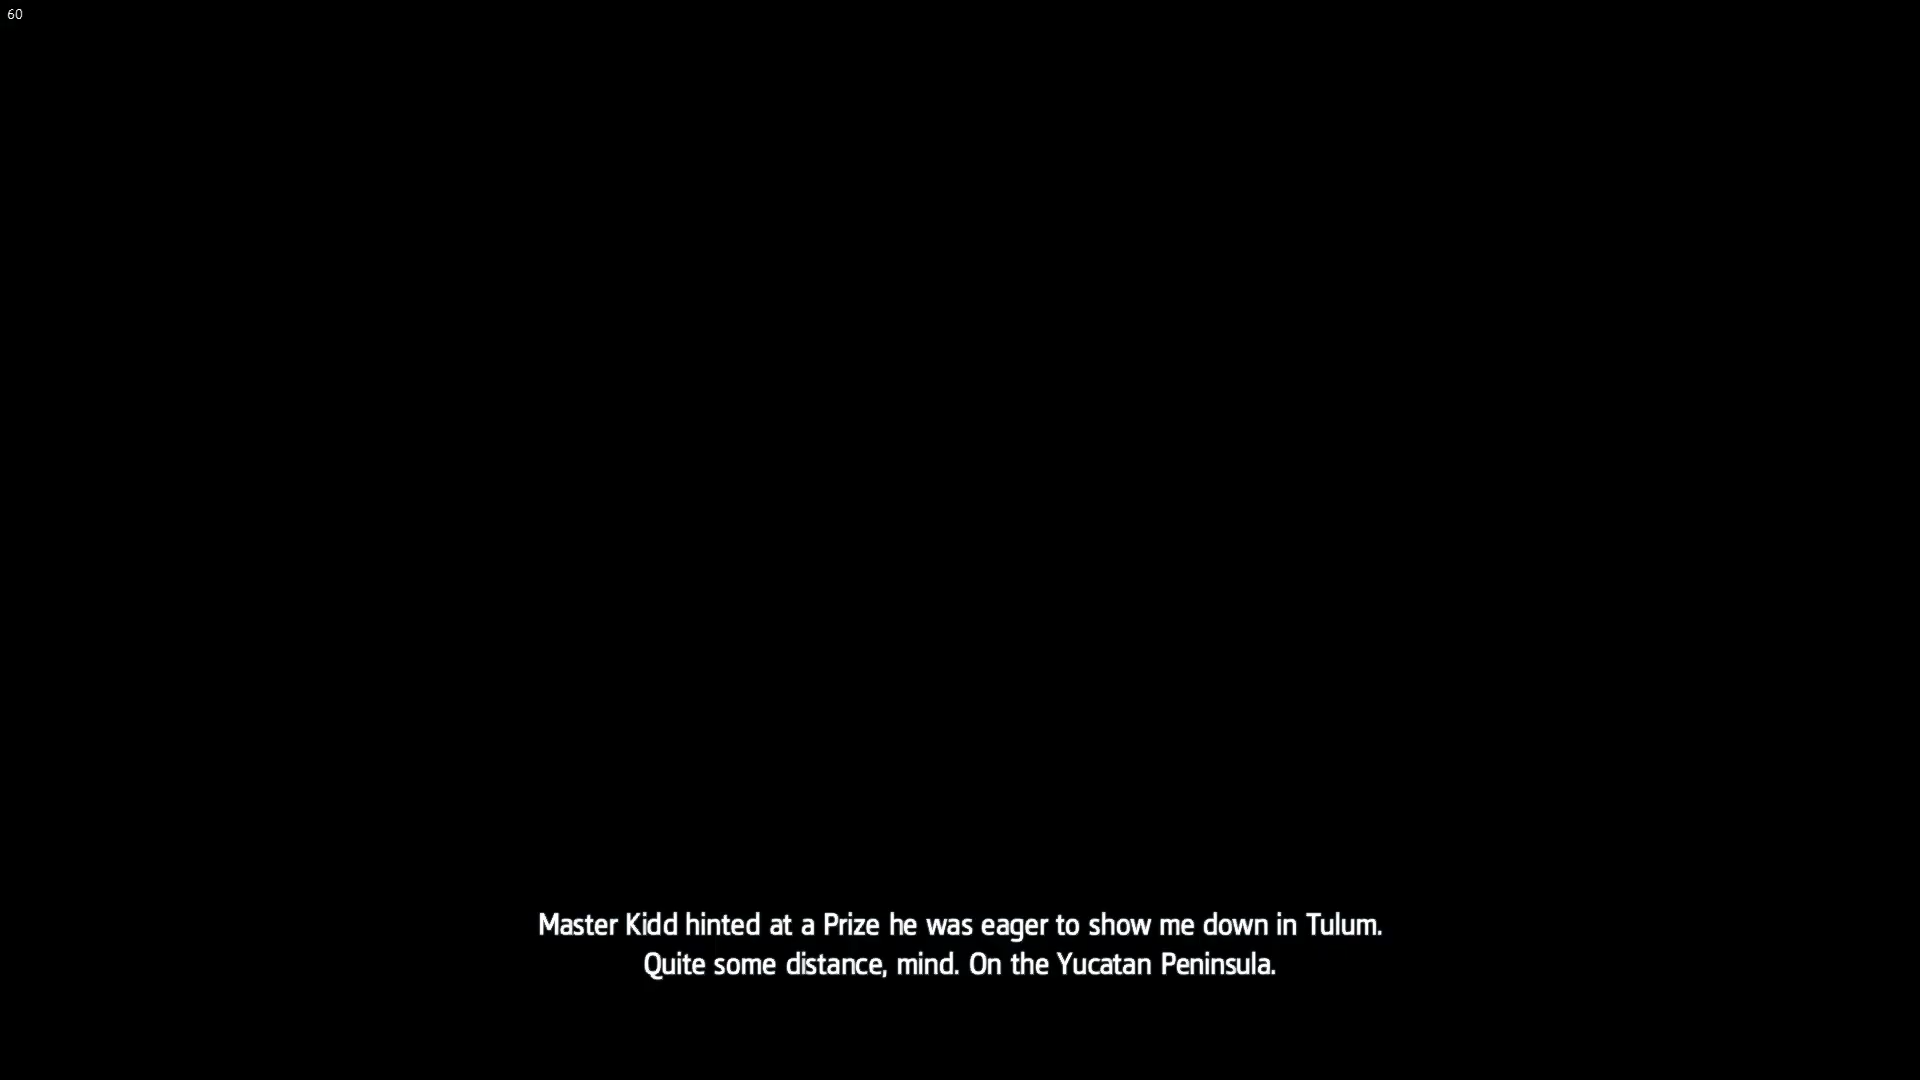 60
Master Kidd hinted at a Prize he was eager to show me down in Tulum.
Quite some distance, mind. On the Yucatan Peninsula.